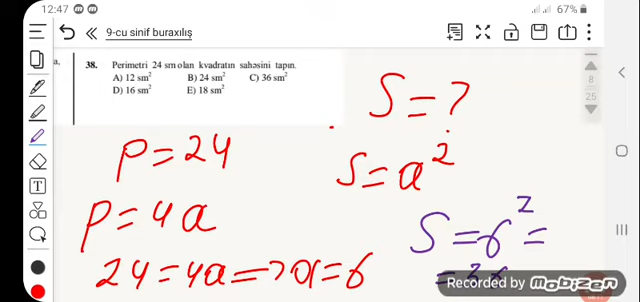 12:47 67%
9-cu sinif buraxılış
a,
38. Perimetri 24 sm olan kvadratın sahəsini tapın.
A) 12 sm² B) 24 sm² C) 36 sm²
D) 16 sm² E) 18 sm²
8
25
S=?
P=24
S=a²
P=4a
S=6²=
24=4a=>a=6
=36
Recorded by mobizen